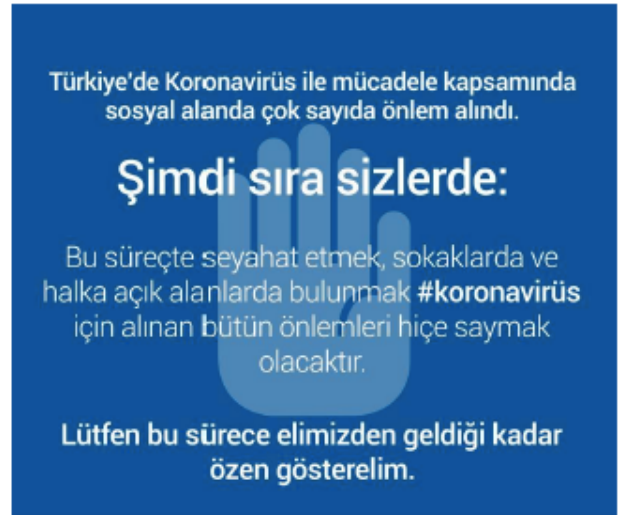 Türkiye'de Koronavirüs ile mücadele kapsamında
sosyal alanda çok sayıda önlem alındı.
Şimdi sıra sizlerde:
Bu süreçte seyahat etmek, sokaklarda ve
halka açık alanlarda bulunmak #koronavirüs
için alınan bütün önlemleri hiçe saymak
olacaktır.
Lütfen bu sürece elimizden geldiği kadar
özen gösterelim.